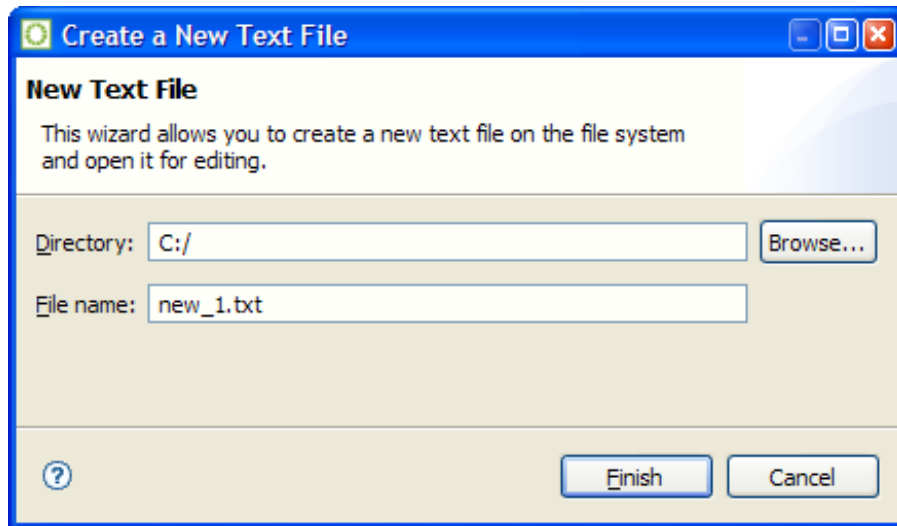 Create a New Text File
New Text File
This wizard allows you to create a new text file on the file system
and open it for editing.
Directory: C:/ Browse...
File name: new_1.txt
? Finish Cancel